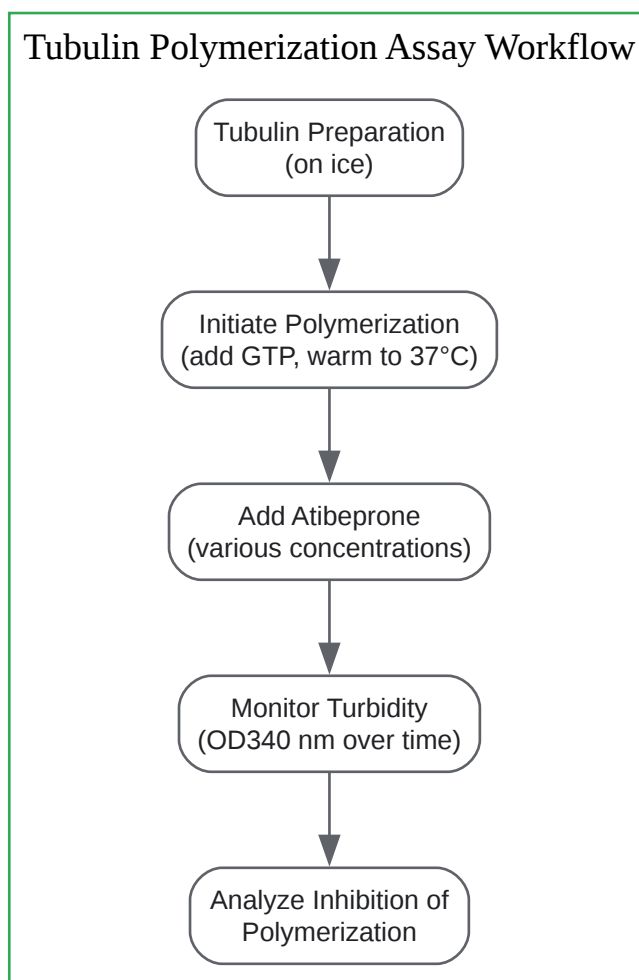 Tubulin Polymerization Assay Workflow
Tubulin Preparation
(on ice)
Initiate Polymerization
(add GTP, warm to 37°C)
Add Atibeprone
(various concentrations)
Monitor Turbidity
(OD340 nm over time)
Analyze Inhibition of
Polymerization